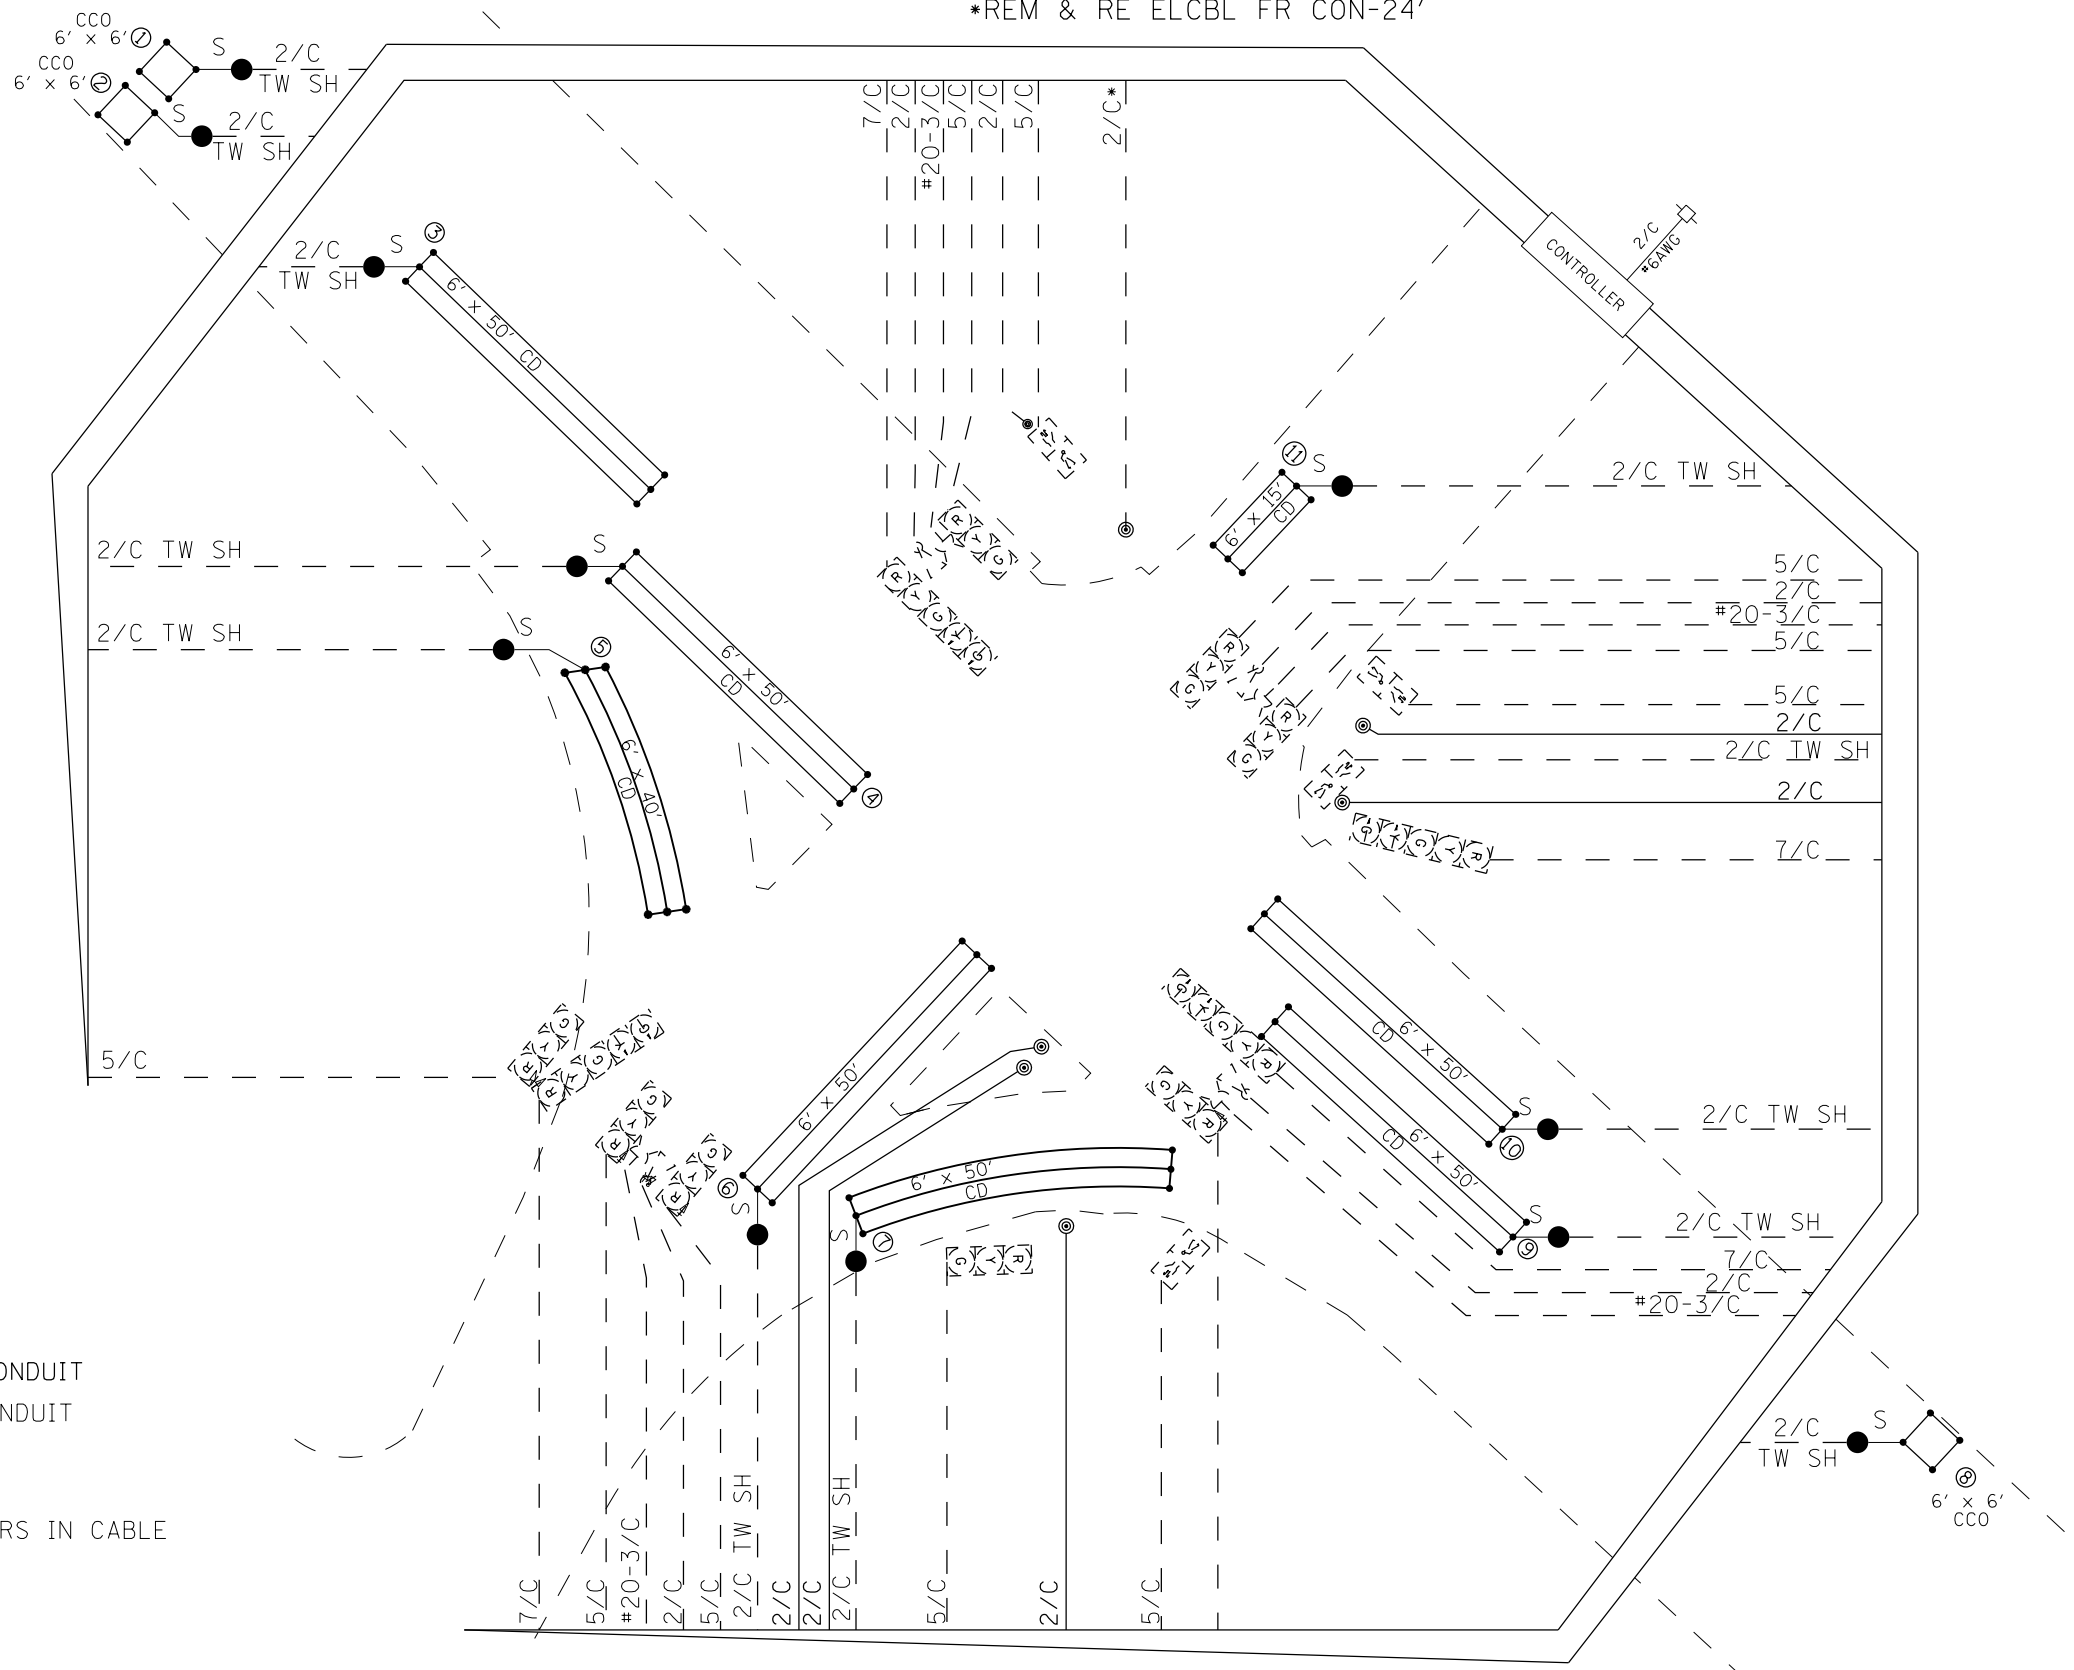 *REM & RE ELCBL FR CON-24'
CCO
6' x 6' 1
S
2/C
TW SH
CCO
6' x 6' 2
S
2/C
TW SH
7/C
2/C
#20-3/C
5/C
2/C
5/C
2/C*
CONTROLLER
2/C
#6AWG
2/C
TW SH
S
3
6' x 50' CD
11
S
2/C TW SH
6' x 15'
CD
2/C TW SH
S
6' x 50'
CD
4
2/C TW SH
S
5
6' x 40'
CD
R Y G
R Y G Y G
R Y G
R Y G
5/C
2/C
#20-3/C
5/C
5/C
2/C
2/C TW SH
2/C
7/C
G Y G Y R
5/C
R Y G
R Y G Y G
R Y G
R Y G
6' x 50'
6
S
6' x 50'
CD
7
S
G Y G Y R
G Y R
G Y R
6' x 50'
CD
S
10
2/C TW SH
6' x 50'
CD
S
9
2/C TW SH
7/C
2/C
#20-3/C
2/C
TW SH
S
8
6' x 6'
CCO
ONDUIT
NDUIT
RS IN CABLE
7/C
5/C
#20-3/C
2/C
5/C
2/C TW SH
2/C
2/C
2/C TW SH
5/C
2/C
5/C